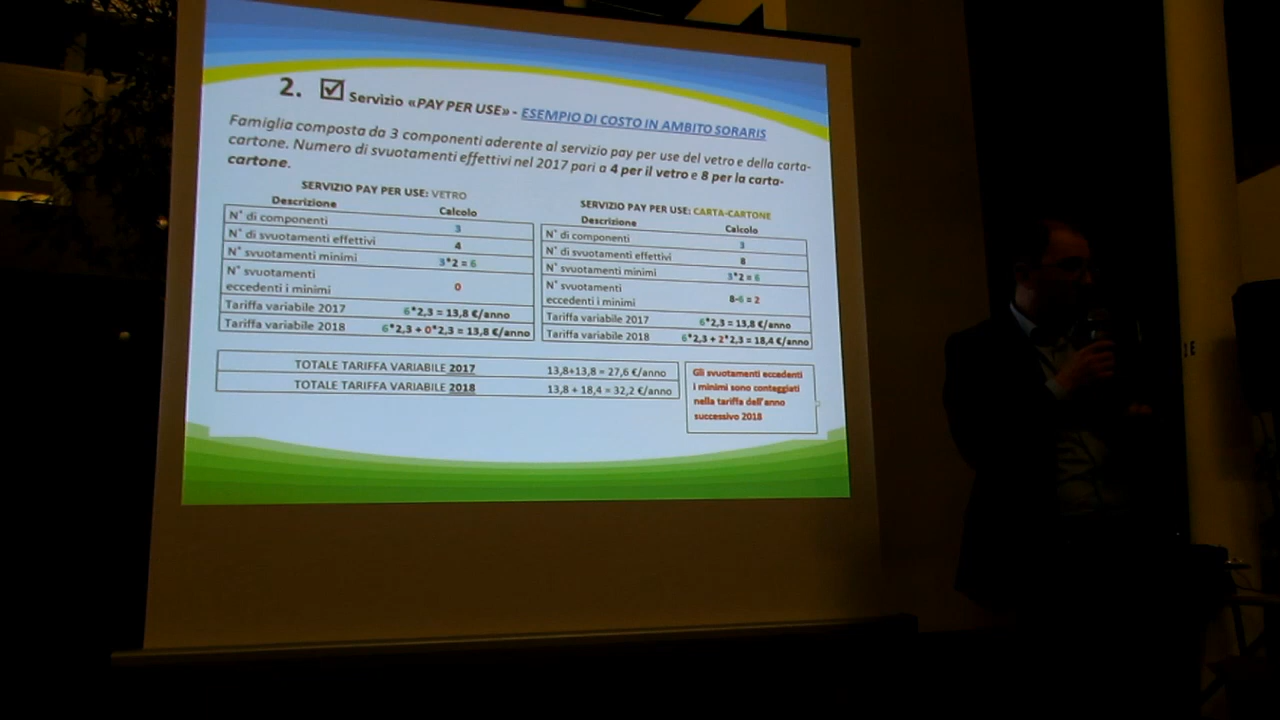 2. Servizio «PAY PER USE» - ESEMPIO DI COSTO IN AMBITO SORARIS
Famiglia composta da 3 componenti aderente al servizio pay per use del vetro e della carta-
cartone. Numero di svuotamenti effettivi nel 2017 pari a 4 per il vetro e 8 per la carta-
cartone.
SERVIZIO PAY PER USE: VETRO
Descrizione Calcolo
N° di componenti 3
N° di svuotamenti effettivi 4
N° svuotamenti minimi 3*2 = 6
N° svuotamenti
eccedenti i minimi 0
Tariffa variabile 2017 6*2,3 = 13,8 €/anno
Tariffa variabile 2018 6*2,3 + 0*2,3 = 13,8 €/anno
SERVIZIO PAY PER USE: CARTA-CARTONE
Descrizione Calcolo
N° di componenti 3
N° di svuotamenti effettivi 8
N° svuotamenti minimi 3*2 = 6
N° svuotamenti
eccedenti i minimi 8-6 = 2
Tariffa variabile 2017 6*2,3 = 13,8 €/anno
Tariffa variabile 2018 6*2,3 + 2*2,3 = 18,4 €/anno
TOTALE TARIFFA VARIABILE 2017 13,8+13,8 = 27,6 €/anno
TOTALE TARIFFA VARIABILE 2018 13,8 + 18,4 = 32,2 €/anno
Gli svuotamenti eccedenti
i minimi sono conteggiati
nella tariffa dell'anno
successivo 2018